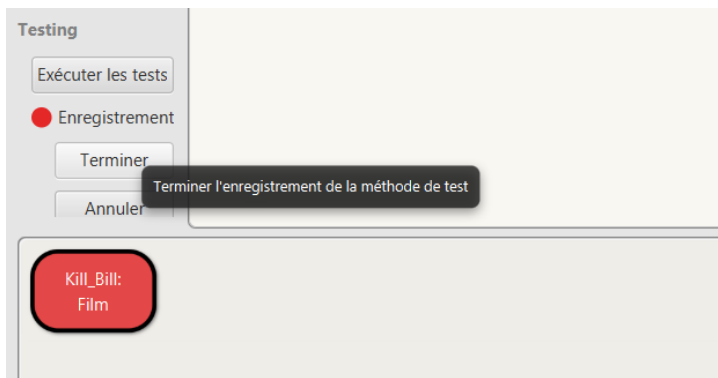 Testing
Exécuter les tests
Enregistrement
Terminer
Terminer l'enregistrement de la méthode de test
Annuler
Kill_Bill:
Film